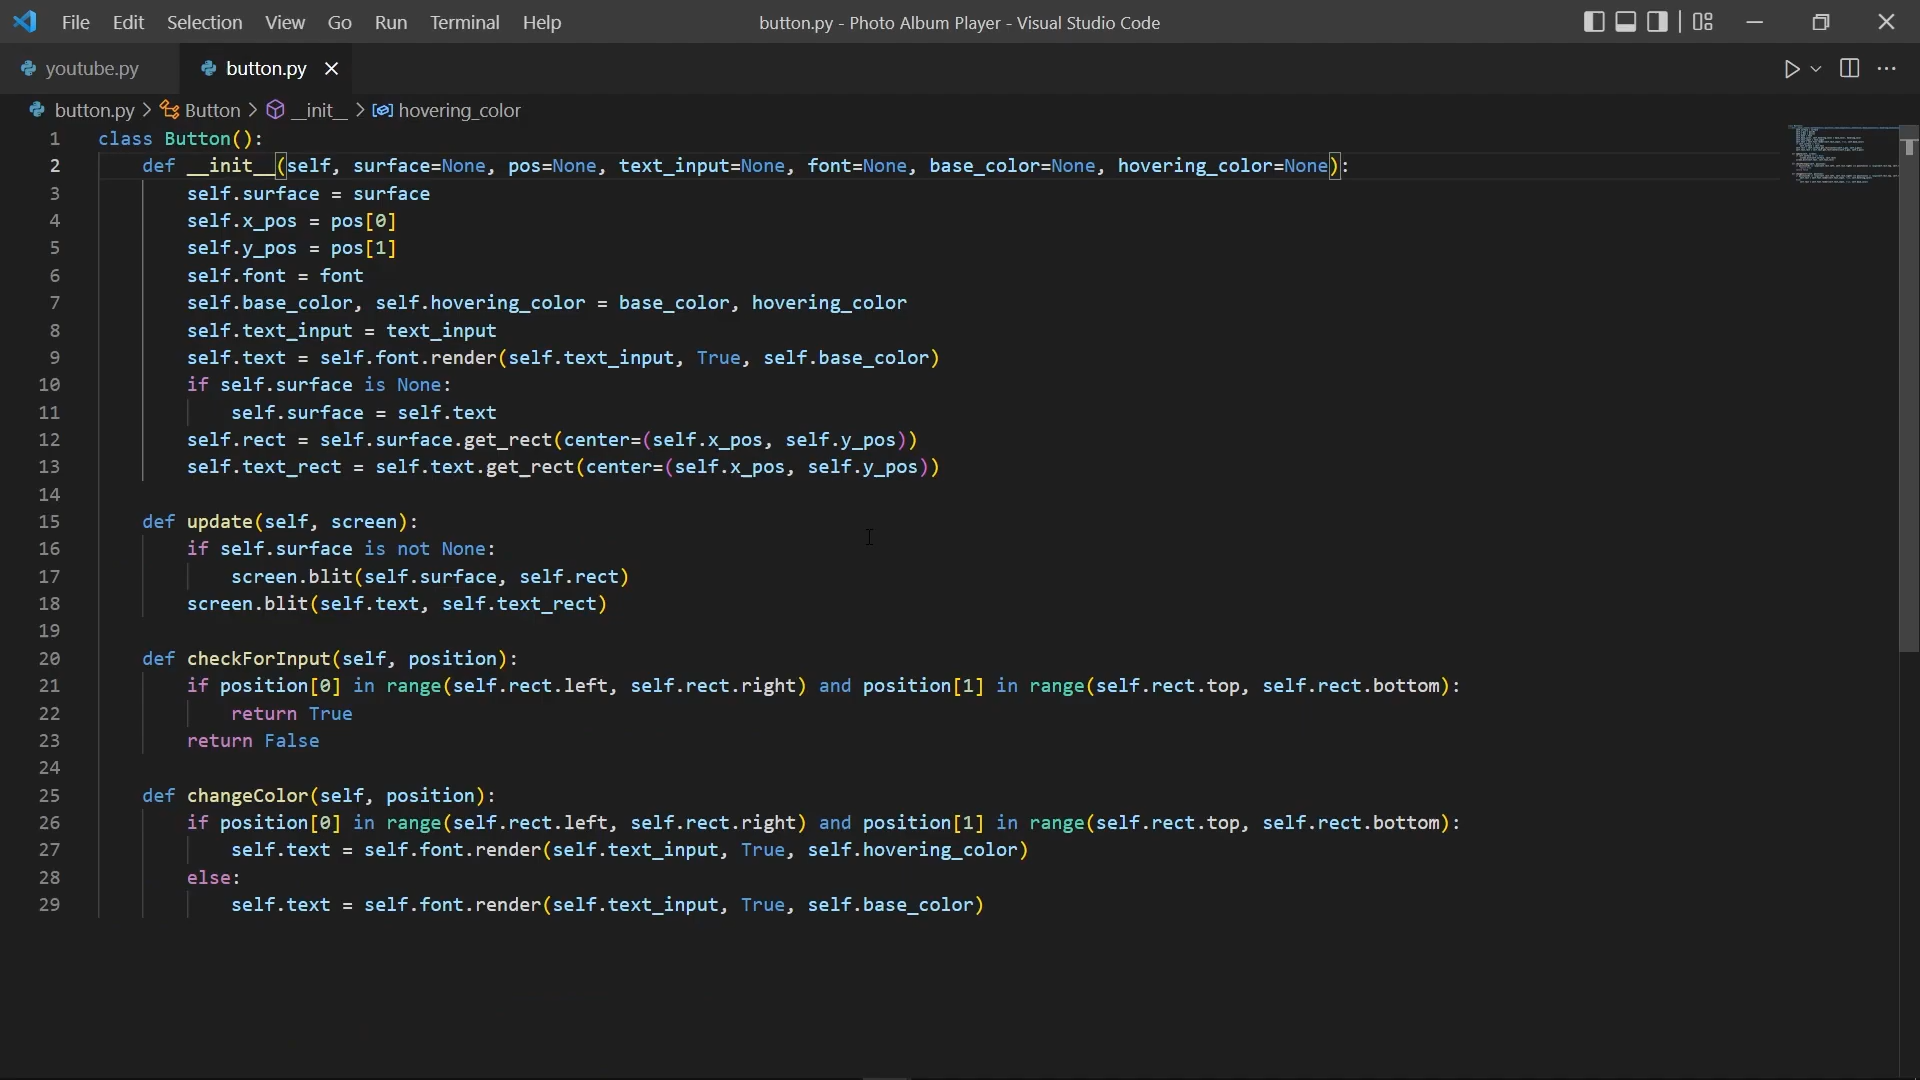 File Edit Selection View Go Run Terminal Help button.py - Photo Album Player - Visual Studio Code
youtube.py button.py
button.py > Button > __init__ > hovering_color
1 class Button():
2     def __init__(self, surface=None, pos=None, text_input=None, font=None, base_color=None, hovering_color=None):
3         self.surface = surface
4         self.x_pos = pos[0]
5         self.y_pos = pos[1]
6         self.font = font
7         self.base_color, self.hovering_color = base_color, hovering_color
8         self.text_input = text_input
9         self.text = self.font.render(self.text_input, True, self.base_color)
10         if self.surface is None:
11             self.surface = self.text
12         self.rect = self.surface.get_rect(center=(self.x_pos, self.y_pos))
13         self.text_rect = self.text.get_rect(center=(self.x_pos, self.y_pos))
14
15     def update(self, screen):
16         if self.surface is not None:
17             screen.blit(self.surface, self.rect)
18         screen.blit(self.text, self.text_rect)
19
20     def checkForInput(self, position):
21         if position[0] in range(self.rect.left, self.rect.right) and position[1] in range(self.rect.top, self.rect.bottom):
22             return True
23         return False
24
25     def changeColor(self, position):
26         if position[0] in range(self.rect.left, self.rect.right) and position[1] in range(self.rect.top, self.rect.bottom):
27             self.text = self.font.render(self.text_input, True, self.hovering_color)
28         else:
29             self.text = self.font.render(self.text_input, True, self.base_color)